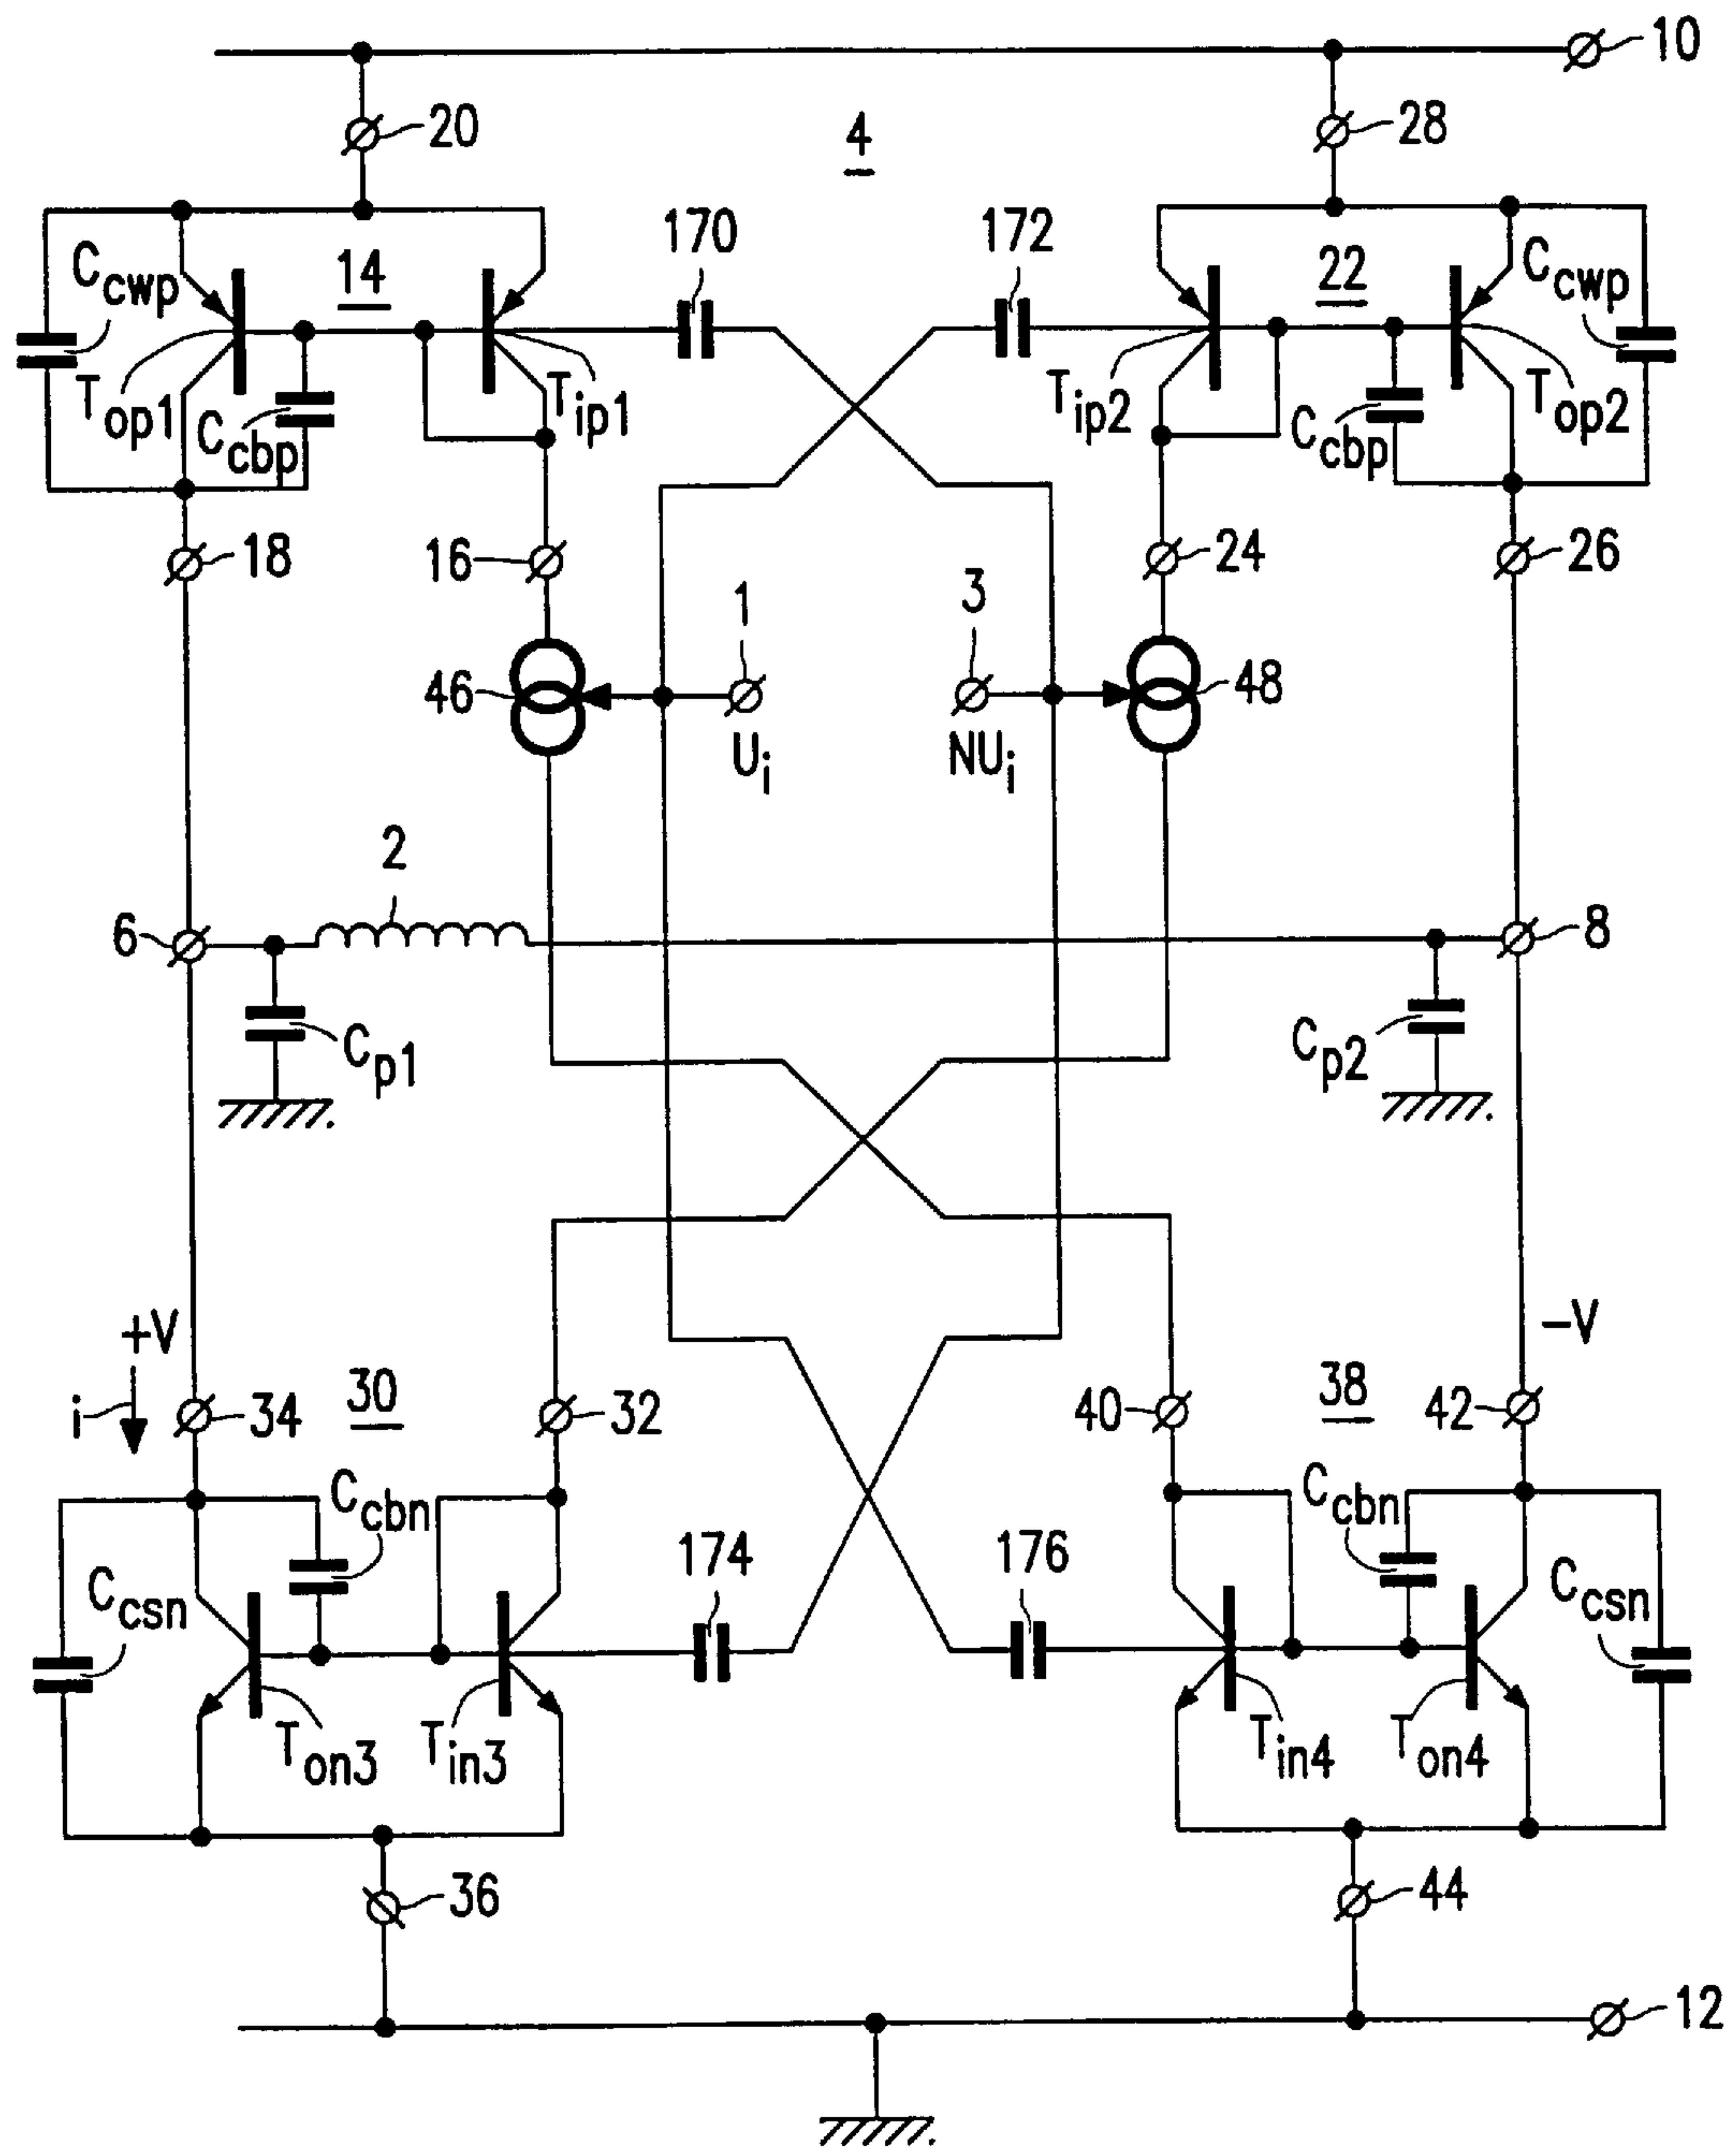 10
20
4
28
170
172
Ccwp
14
22
Ccwp
Top1
Ccbp
Tip1
Tip2
Ccbp
Top2
18
16
24
26
1
3
46
48
Ui
NUi
2
6
8
Cp1
Cp2
+V
-V
i
34
30
32
40
38
42
Ccbn
Ccbn
Ccsn
174
176
Ccsn
Ton3
Tin3
Tin4
Ton4
36
44
12